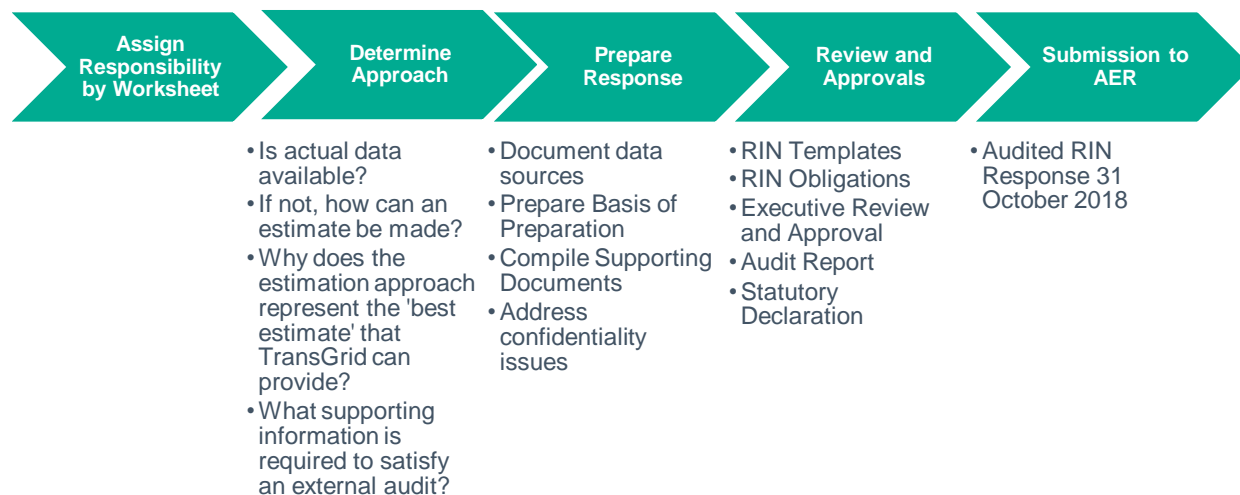 Assign
Responsibility
by Worksheet
Determine
Approach
Prepare
Response
Review and
Approvals
Submission to
AER
• Is actual data
available?
• If not, how can an
estimate be made?
• Why does the
estimation approach
represent the 'best
estimate' that
TransGrid can
provide?
• What supporting
information is
required to satisfy
an external audit?
• Document data
sources
• Prepare Basis of
Preparation
• Compile Supporting
Documents
• Address
confidentiality
issues
• RIN Templates
• RIN Obligations
• Executive Review
and Approval
• Audit Report
• Statutory
Declaration
• Audited RIN
Response 31
October 2018